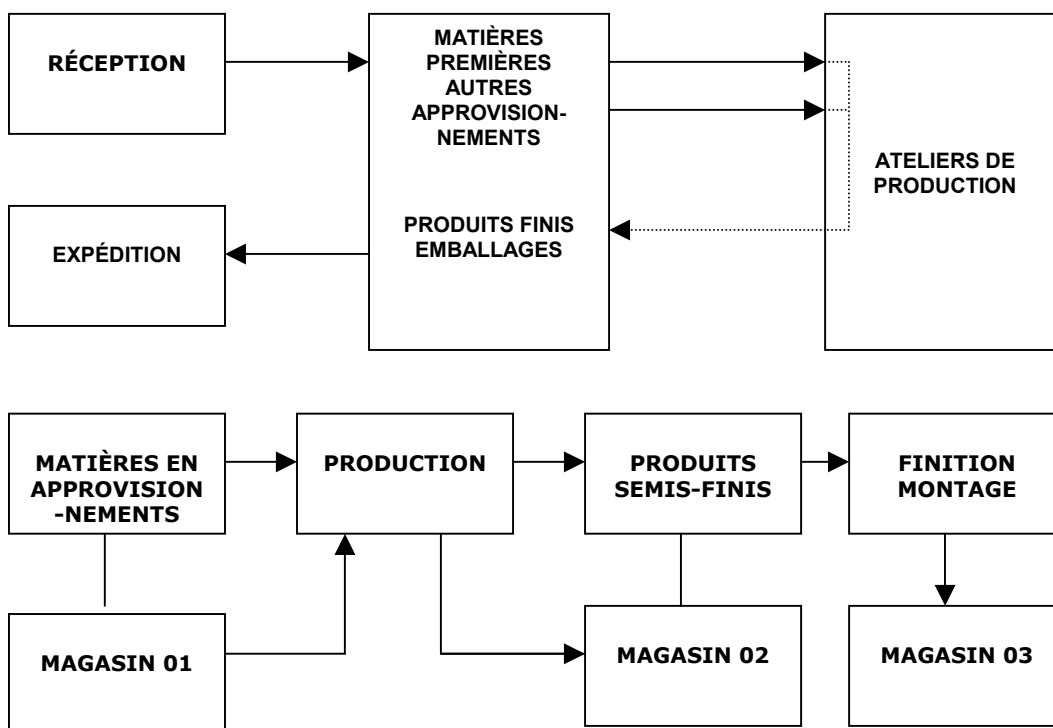 RÉCEPTION
MATIÈRES
PREMIÈRES
AUTRES
APPROVISION-
NEMENTS
ATELIERS DE
PRODUCTION
EXPÉDITION
PRODUITS FINIS
EMBALLAGES
MATIÈRES EN
APPROVISION
-NEMENTS
PRODUCTION
PRODUITS
SEMIS-FINIS
FINITION
MONTAGE
MAGASIN 01
MAGASIN 02
MAGASIN 03